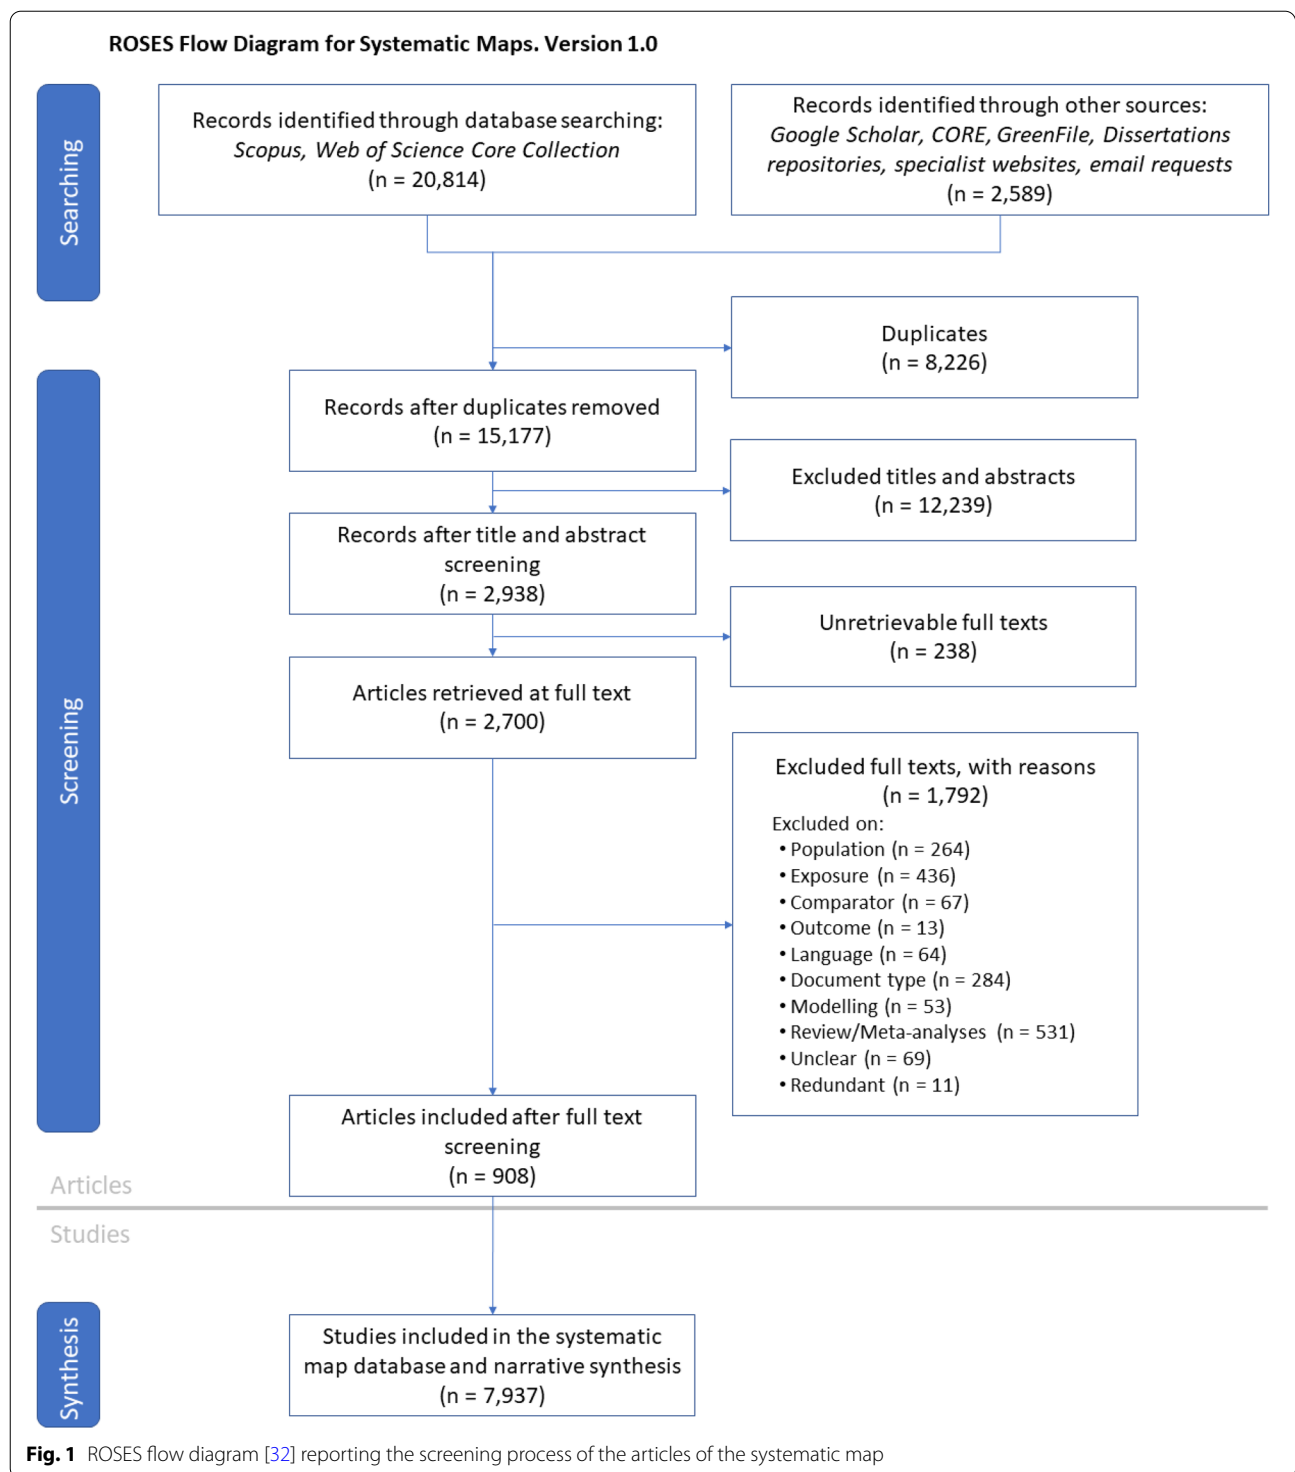 ROSES Flow Diagram for Systematic Maps. Version 1.0
Searching
Records identified through database searching:
Scopus, Web of Science Core Collection
(n = 20,814)
Records identified through other sources:
Google Scholar, CORE, GreenFile, Dissertations
repositories, specialist websites, email requests
(n = 2,589)
Duplicates
(n = 8,226)
Screening
Records after duplicates removed
(n = 15,177)
Excluded titles and abstracts
(n = 12,239)
Records after title and abstract
screening
(n = 2,938)
Unretrievable full texts
(n = 238)
Articles retrieved at full text
(n = 2,700)
Excluded full texts, with reasons
(n = 1,792)
Excluded on:
• Population (n = 264)
• Exposure (n = 436)
• Comparator (n = 67)
• Outcome (n = 13)
• Language (n = 64)
• Document type (n = 284)
• Modelling (n = 53)
• Review/Meta-analyses (n = 531)
• Unclear (n = 69)
• Redundant (n = 11)
Articles included after full text
screening
(n = 908)
Articles
Studies
Synthesis
Studies included in the systematic
map database and narrative synthesis
(n = 7,937)
Fig. 1 ROSES flow diagram [32] reporting the screening process of the articles of the systematic map